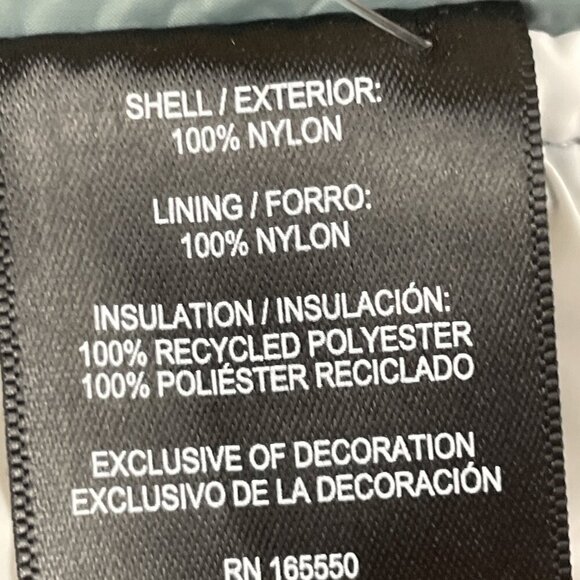 SHELL / EXTERIOR:
100% NYLON
LINING / FORRO:
100% NYLON
INSULATION / INSULACIÓN:
100% RECYCLED POLYESTER
100% POLIÉSTER RECICLADO
EXCLUSIVE OF DECORATION
EXCLUSIVO DE LA DECORACIÓN
RN 165550